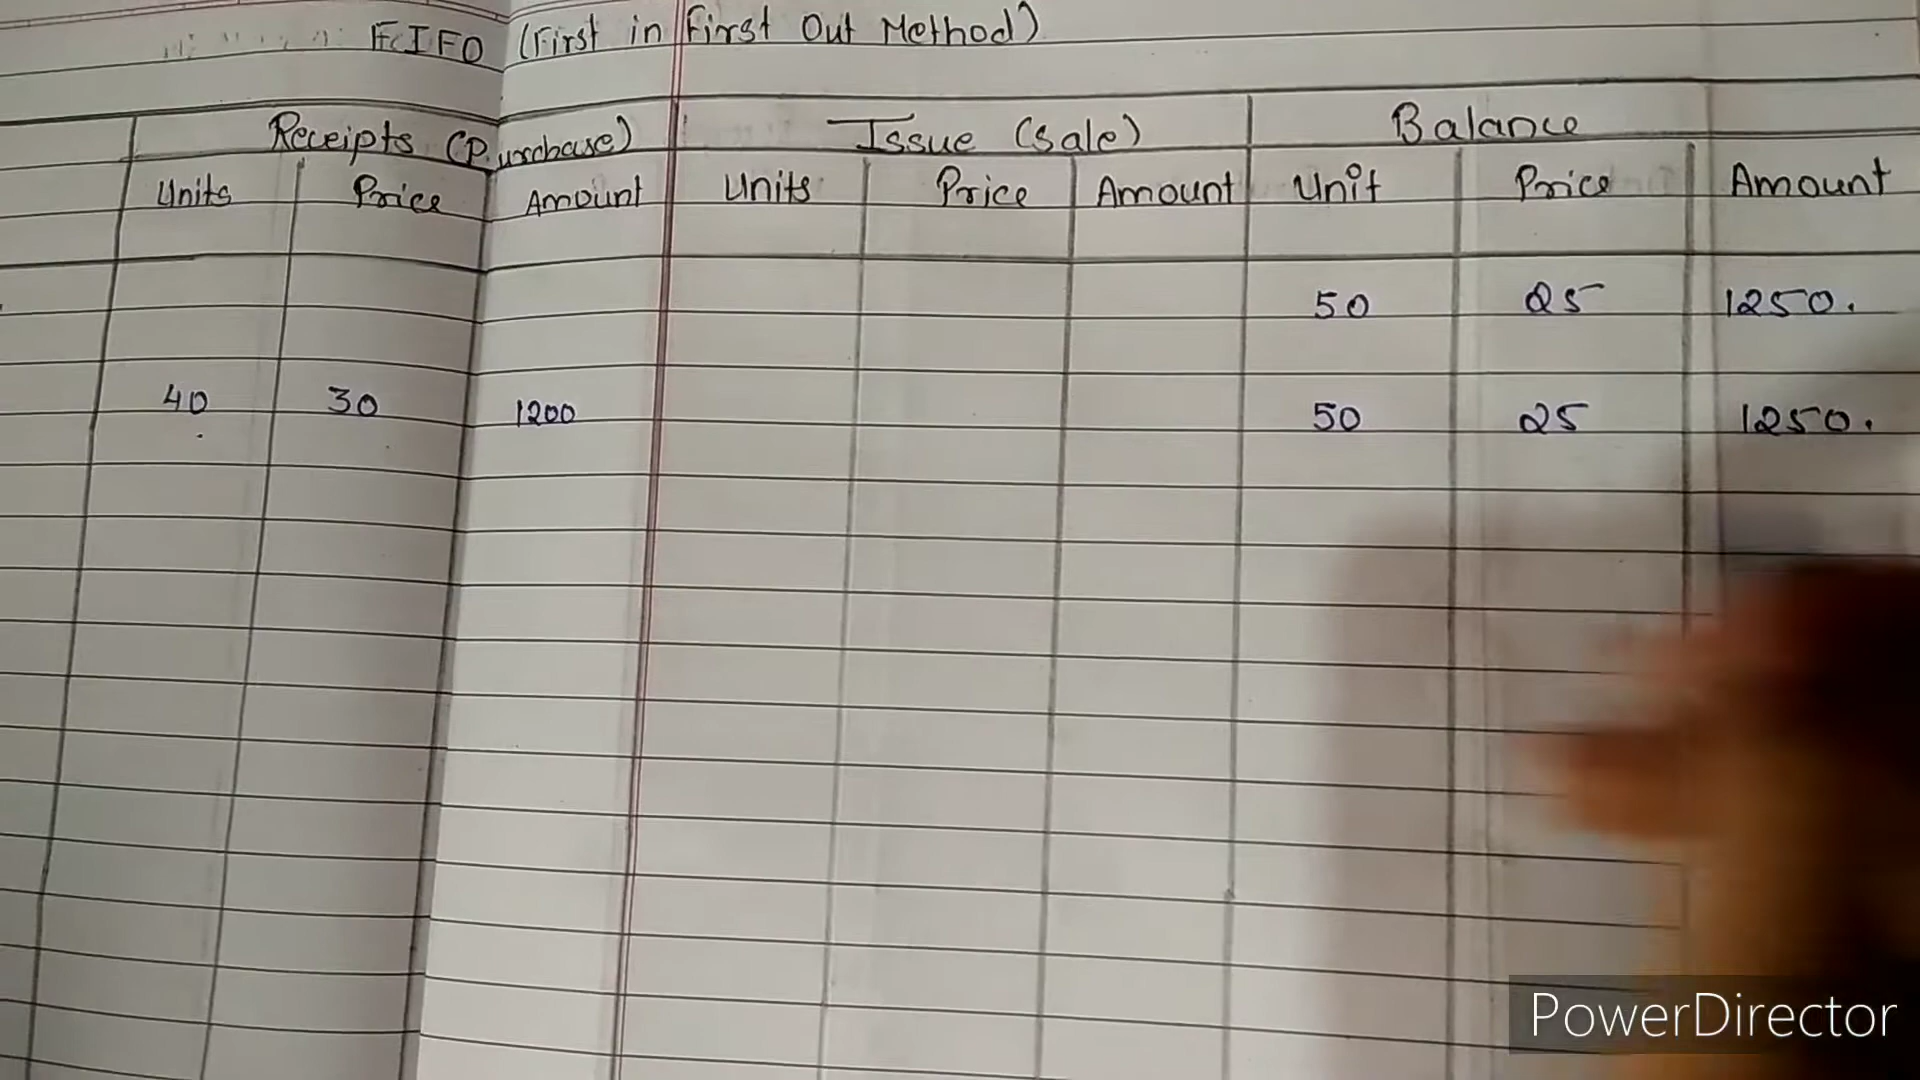 FIFO (First in First Out Method)
Receipts (Purchase) Issue (Sale) Balance
Units Price Amount Units Price Amount Unit Price Amount
50 25 1250.
40 30 1200 50 25 1250.
PowerDirector